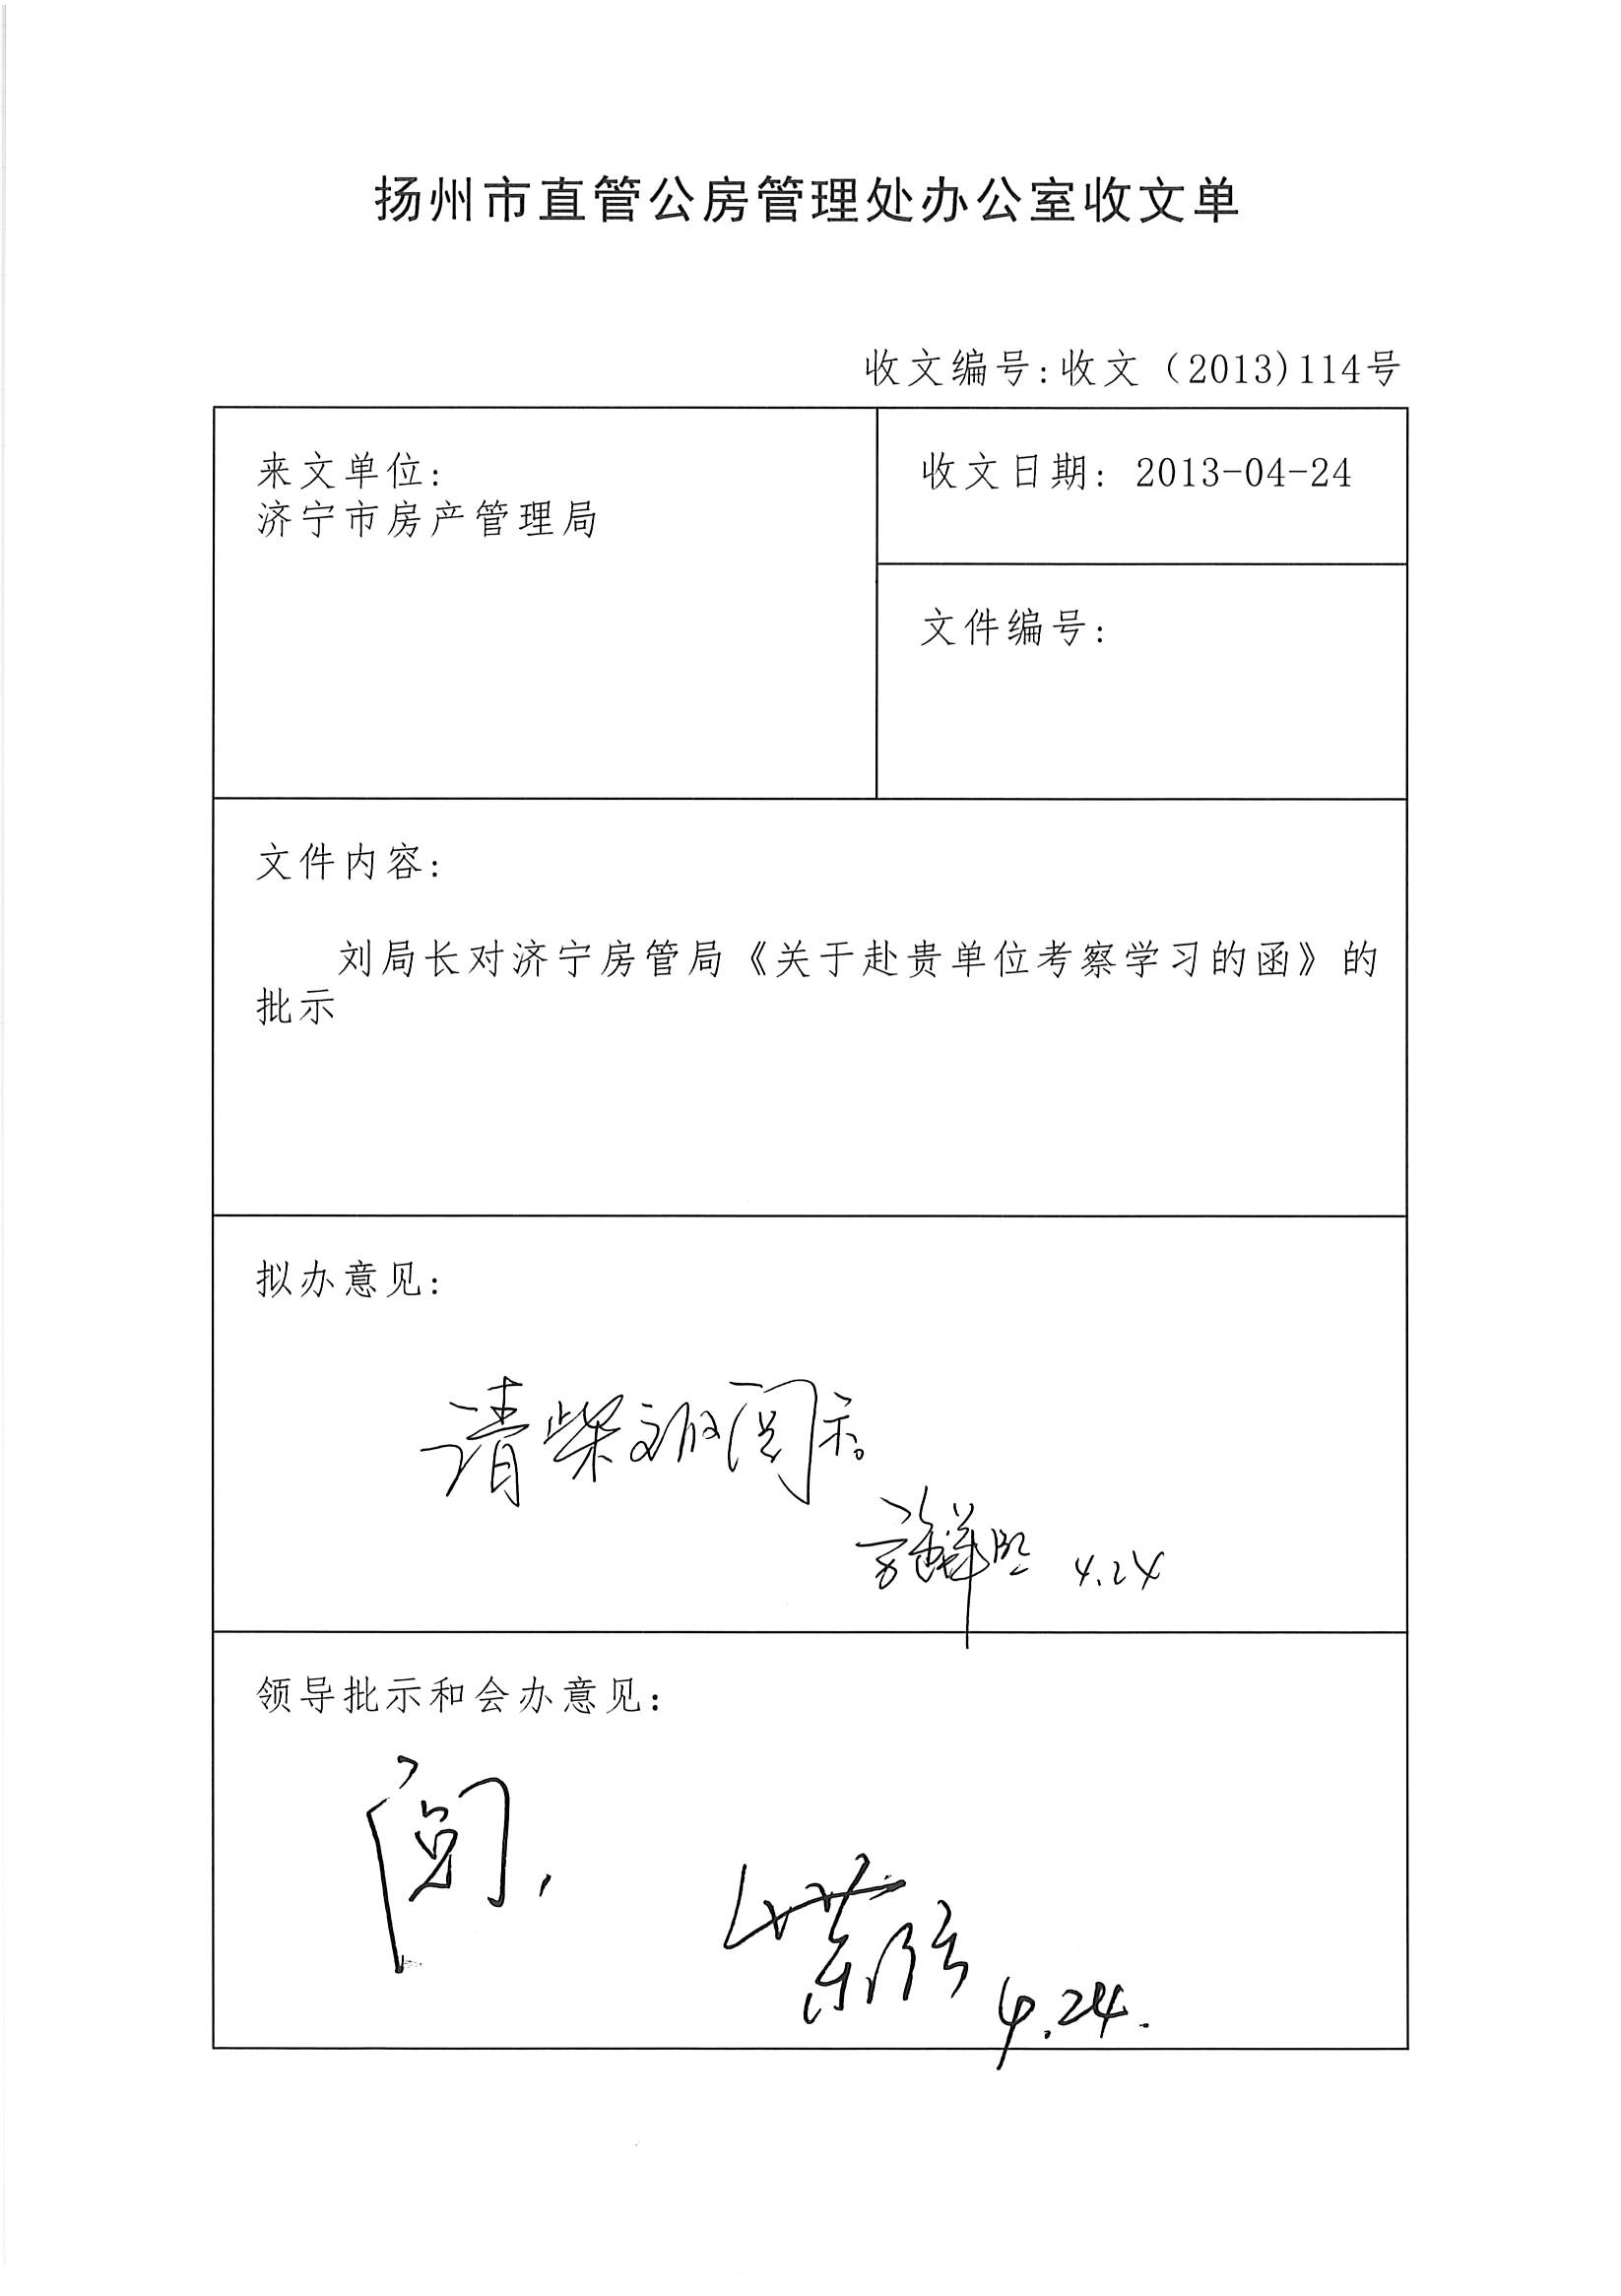 扬州市直管公房管理处办公室收文单
收文编号:收文（2013)114号
来文单位:
济宁市房产管理局
收文日期: 2013-04-24
文件编号:
文件内容:
刘局长对济宁房管局《关于赴贵单位考察学习的函》的
批示
拟办意见:
请柴 阅示。
4.24
领导批示和会办意见:
阅,
柴 4.24.